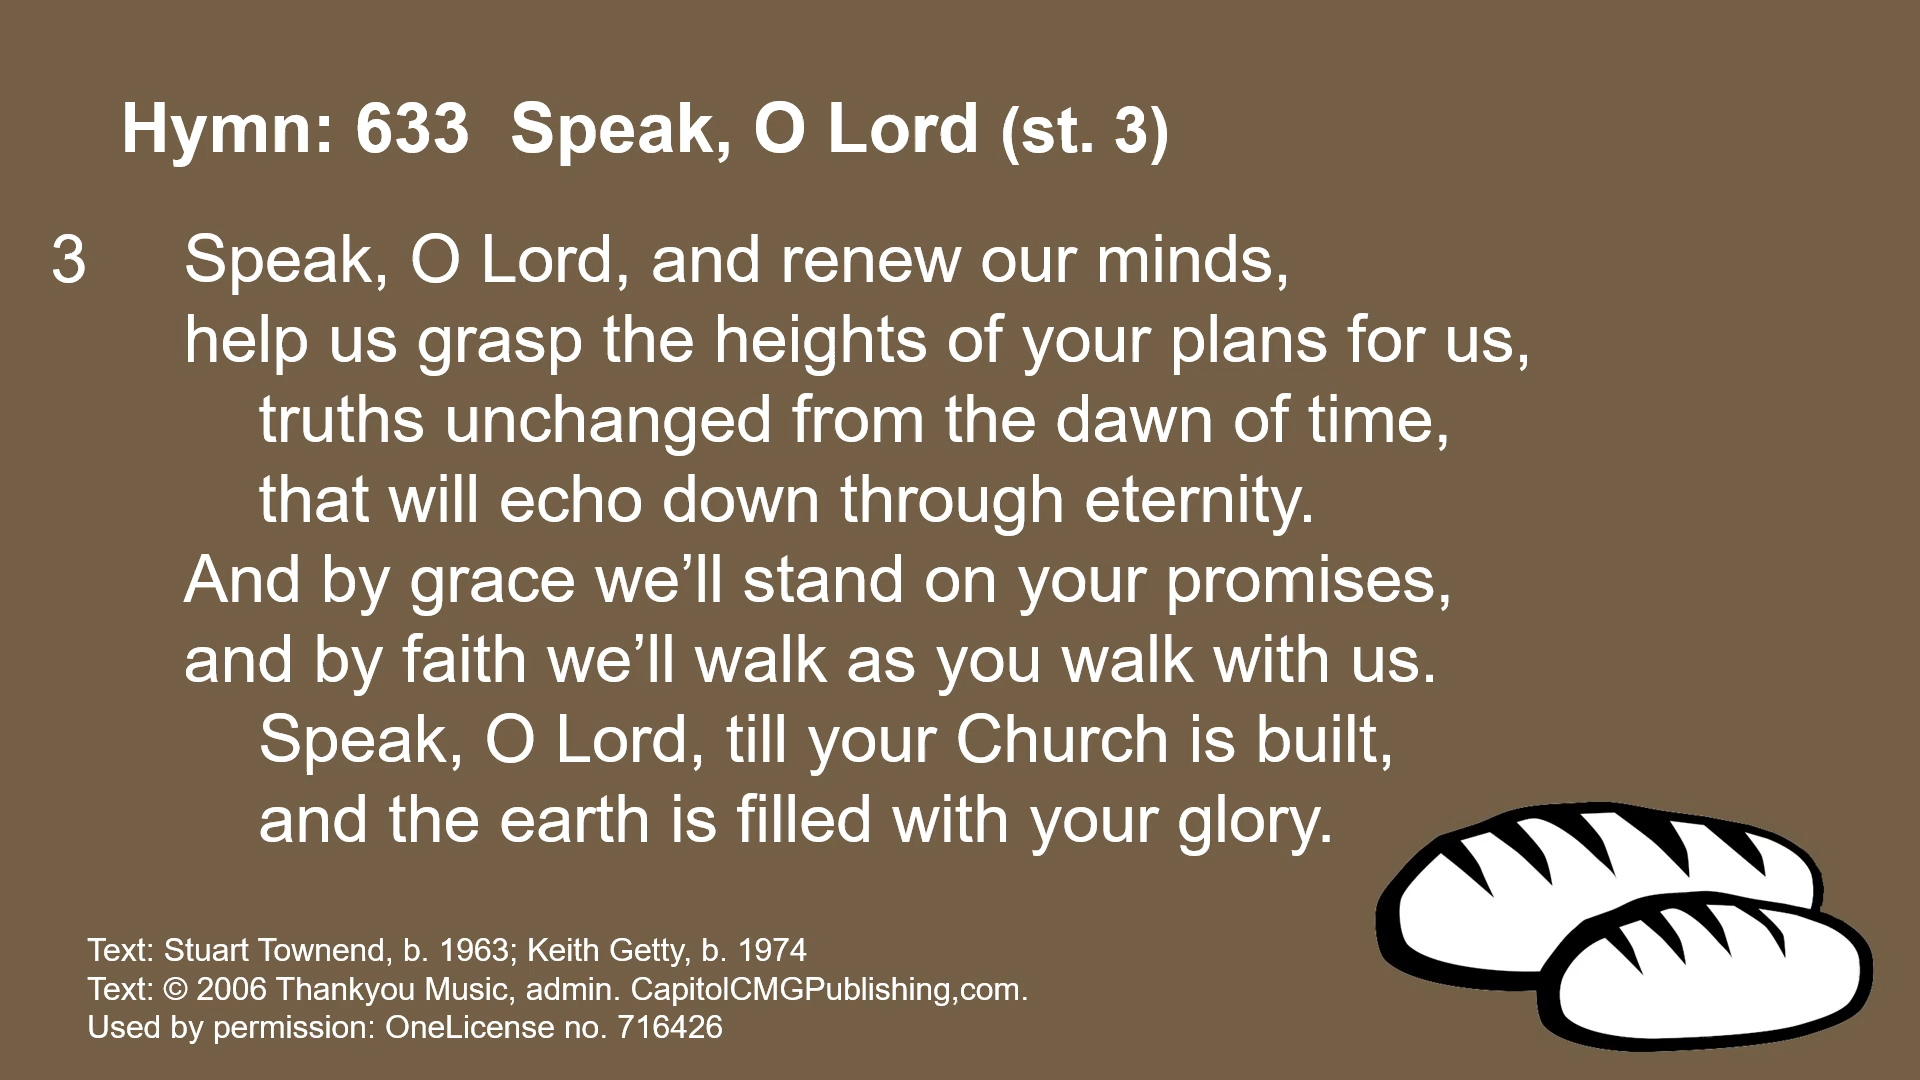 Hymn: 633  Speak, O Lord (st. 3)
3 Speak, O Lord, and renew our minds,
help us grasp the heights of your plans for us,
truths unchanged from the dawn of time,
that will echo down through eternity.
And by grace we’ll stand on your promises,
and by faith we’ll walk as you walk with us.
Speak, O Lord, till your Church is built,
and the earth is filled with your glory.
Text: Stuart Townend, b. 1963; Keith Getty, b. 1974
Text: © 2006 Thankyou Music, admin. CapitolCMGPublishing,com.
Used by permission: OneLicense no. 716426